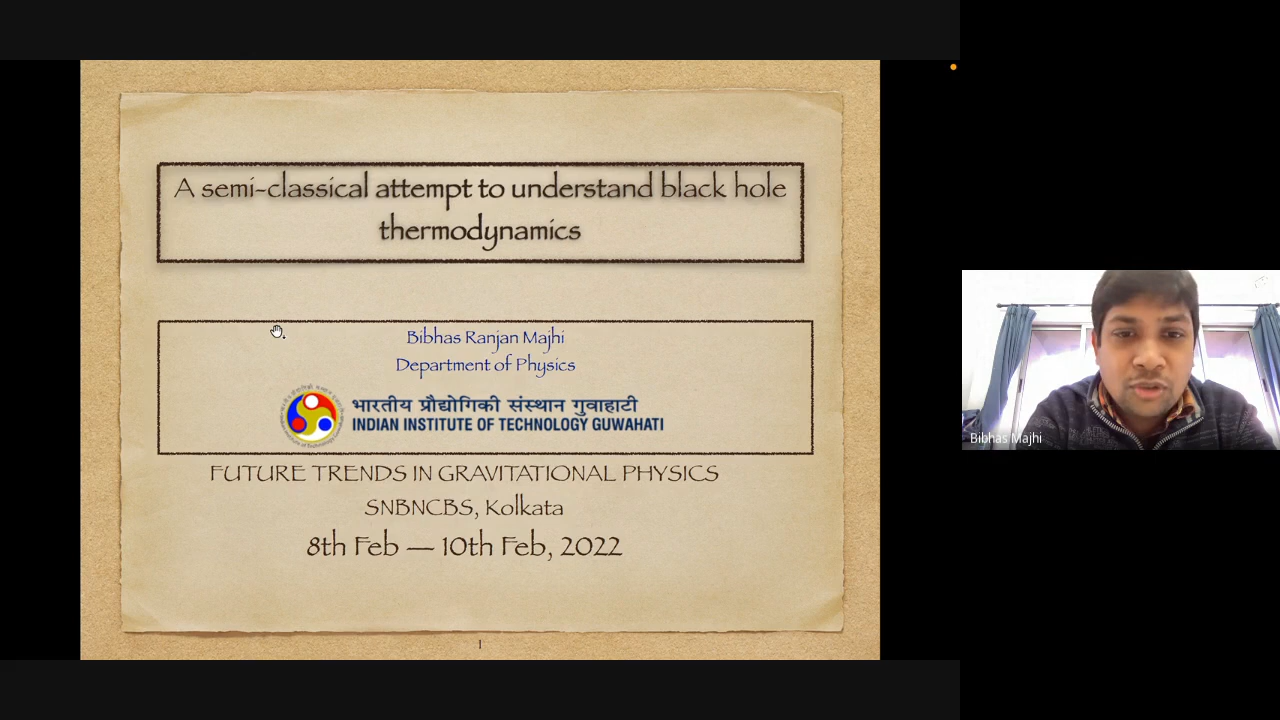 A semi-classical attempt to understand black hole
thermodynamics
Bibhas Ranjan Majhi
Department of Physics
भारतीय प्रौद्योगिकी संस्थान गुवाहाटी
INDIAN INSTITUTE OF TECHNOLOGY GUWAHATI
FUTURE TRENDS IN GRAVITATIONAL PHYSICS
SNBNCBS, Kolkata
8th Feb — 10th Feb, 2022
1
Bibhas Majhi